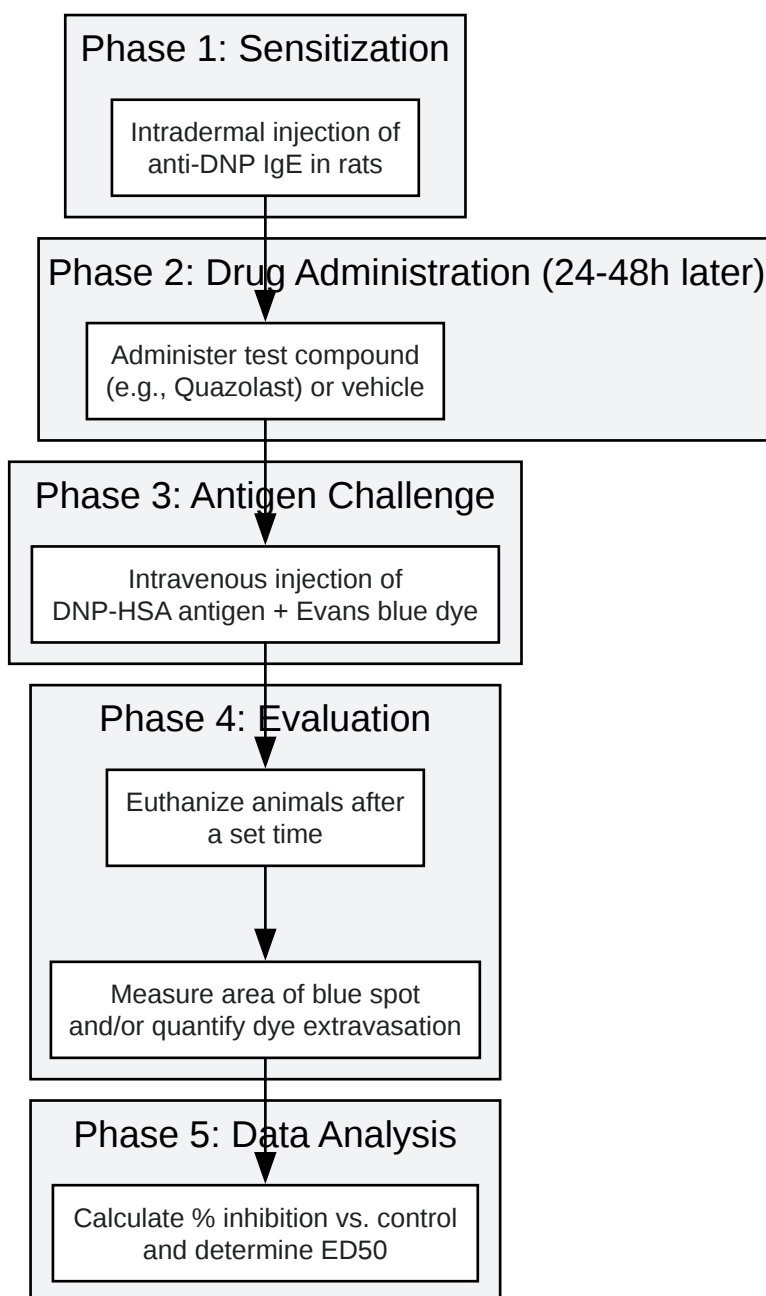 Phase 1: Sensitization
Intradermal injection of
anti-DNP IgE in rats
Phase 2: Drug Administration (24-48h later)
Administer test compound
(e.g., Quazolast) or vehicle
Phase 3: Antigen Challenge
Intravenous injection of
DNP-HSA antigen + Evans blue dye
Phase 4: Evaluation
Euthanize animals after
a set time
Measure area of blue spot
and/or quantify dye extravasation
Phase 5: Data Analysis
Calculate % inhibition vs. control
and determine ED50